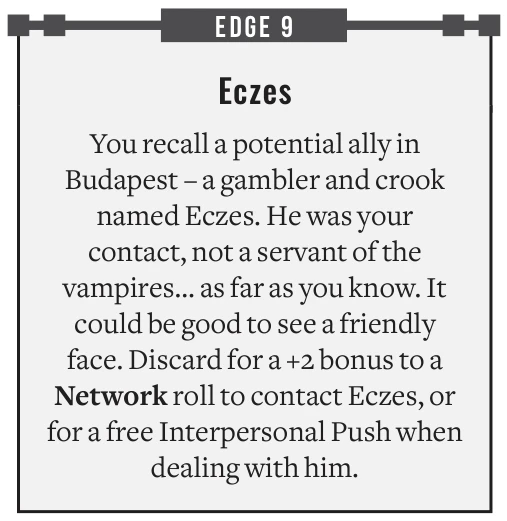 EDGE 9
Eczes
You recall a potential ally in
Budapest – a gambler and crook
named Eczes. He was your
contact, not a servant of the
vampires... as far as you know. It
could be good to see a friendly
face. Discard for a +2 bonus to a
Network roll to contact Eczes, or
for a free Interpersonal Push when
dealing with him.